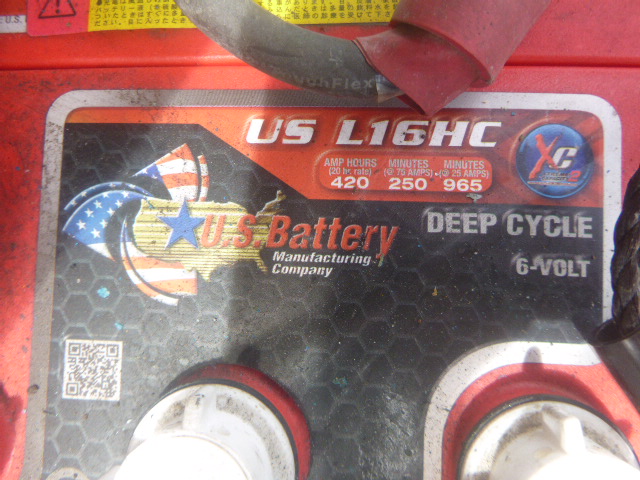 US L16HC
AMP HOURS MINUTES MINUTES
(20 hr. rate) (@ 75 AMPS) • (@ 25 AMPS)
420 250 965
XC
DEEP CYCLE
6-VOLT
U.S. Battery
Manufacturing
Company